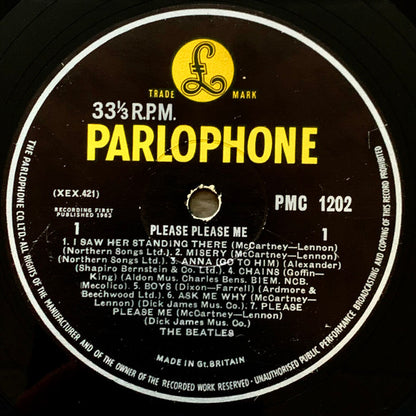 £
TRADE MARK
33⅓ R.P.M.
PARLOPHONE
(XEX.421)
PMC 1202
RECORDING FIRST
PUBLISHED 1963
1 PLEASE PLEASE ME 1
1. I SAW HER STANDING THERE (McCartney—Lennon)
(Northern Songs Ltd.) 2. MISERY (McCartney—Lennon)
(Northern Songs Ltd.) 3. ANNA (GO TO HIM) (Alexander)
(Shapiro Bernstein & Co. Ltd.) 4. CHAINS (Goffin—
King) (Aldon Mus. Charles Bens. BIEM. NCB.
Mecolico). 5. BOYS (Dixon—Farrell) (Ardmore &
Beechwood Ltd.) 6. ASK ME WHY (McCartney—
Lennon) (Dick James Mus. Co.) 7. PLEASE
PLEASE ME (McCartney—Lennon)
(Dick James Mus. Co.)
THE BEATLES
MADE IN Gt. BRITAIN
THE PARLOPHONE CO. LTD. · ALL RIGHTS OF THE MANUFACTURER AND OF THE OWNER OF THE RECORDED WORK RESERVED · UNAUTHORISED PUBLIC PERFORMANCE BROADCASTING AND COPYING OF THIS RECORD PROHIBITED